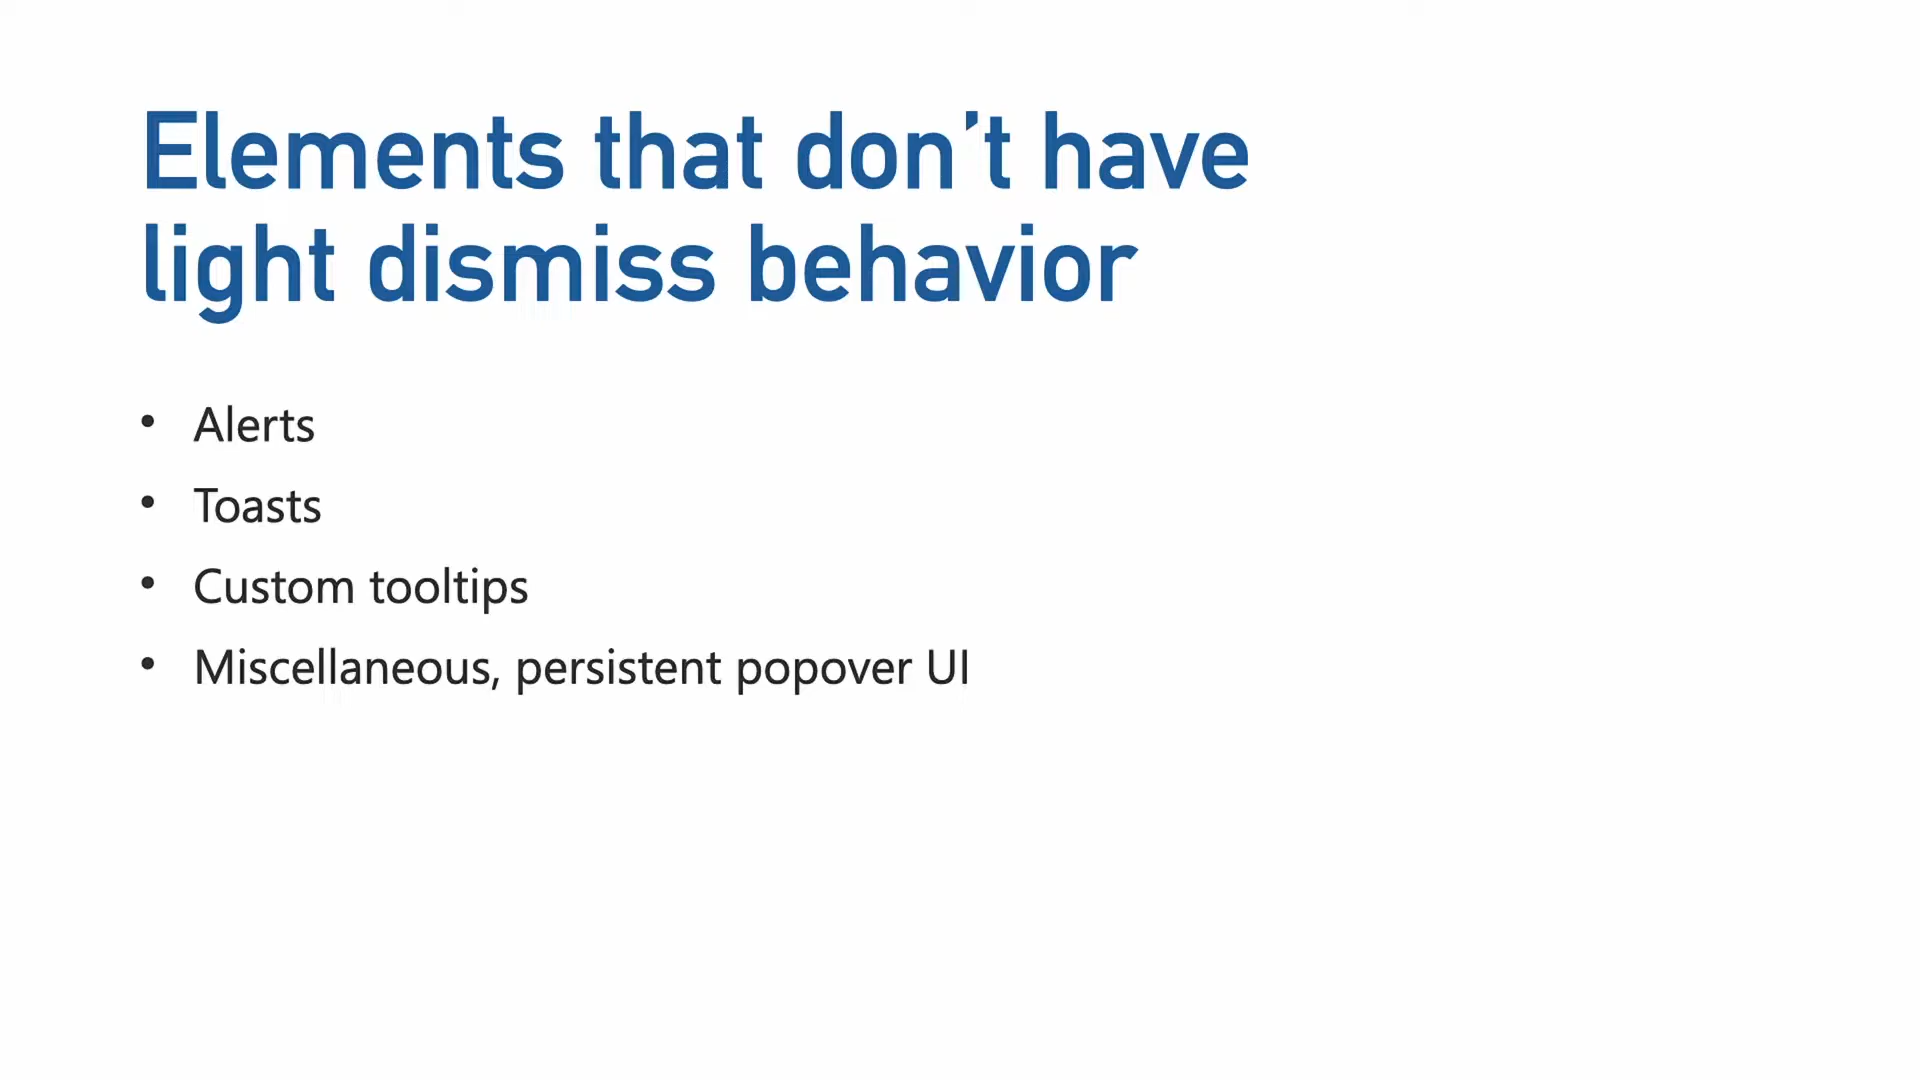 Elements that don’t have
light dismiss behavior
• Alerts
• Toasts
• Custom tooltips
• Miscellaneous, persistent popover UI